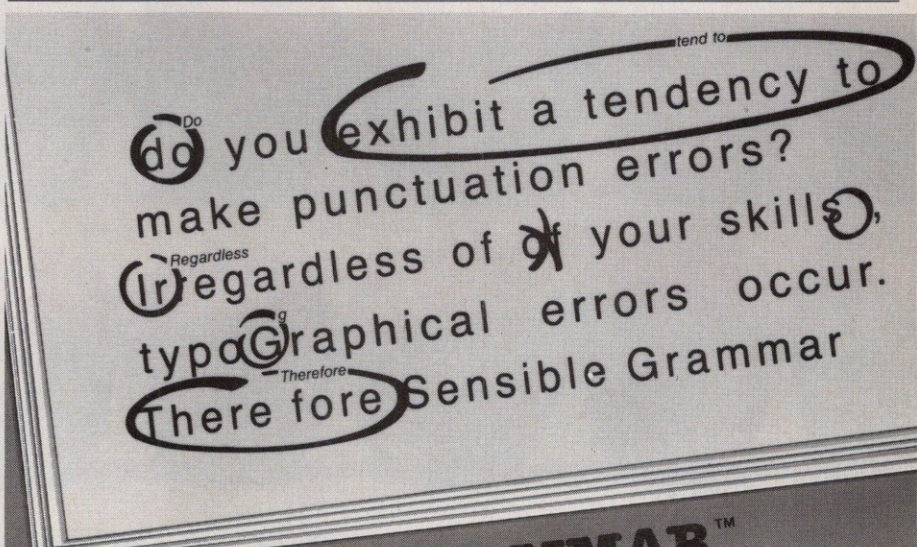 tend to
Do
do you exhibit a tendency to
make punctuation errors?
Regardless
Irregardless of of your skills,
g
typoGraphical errors occur.
Therefore
There fore Sensible Grammar
™